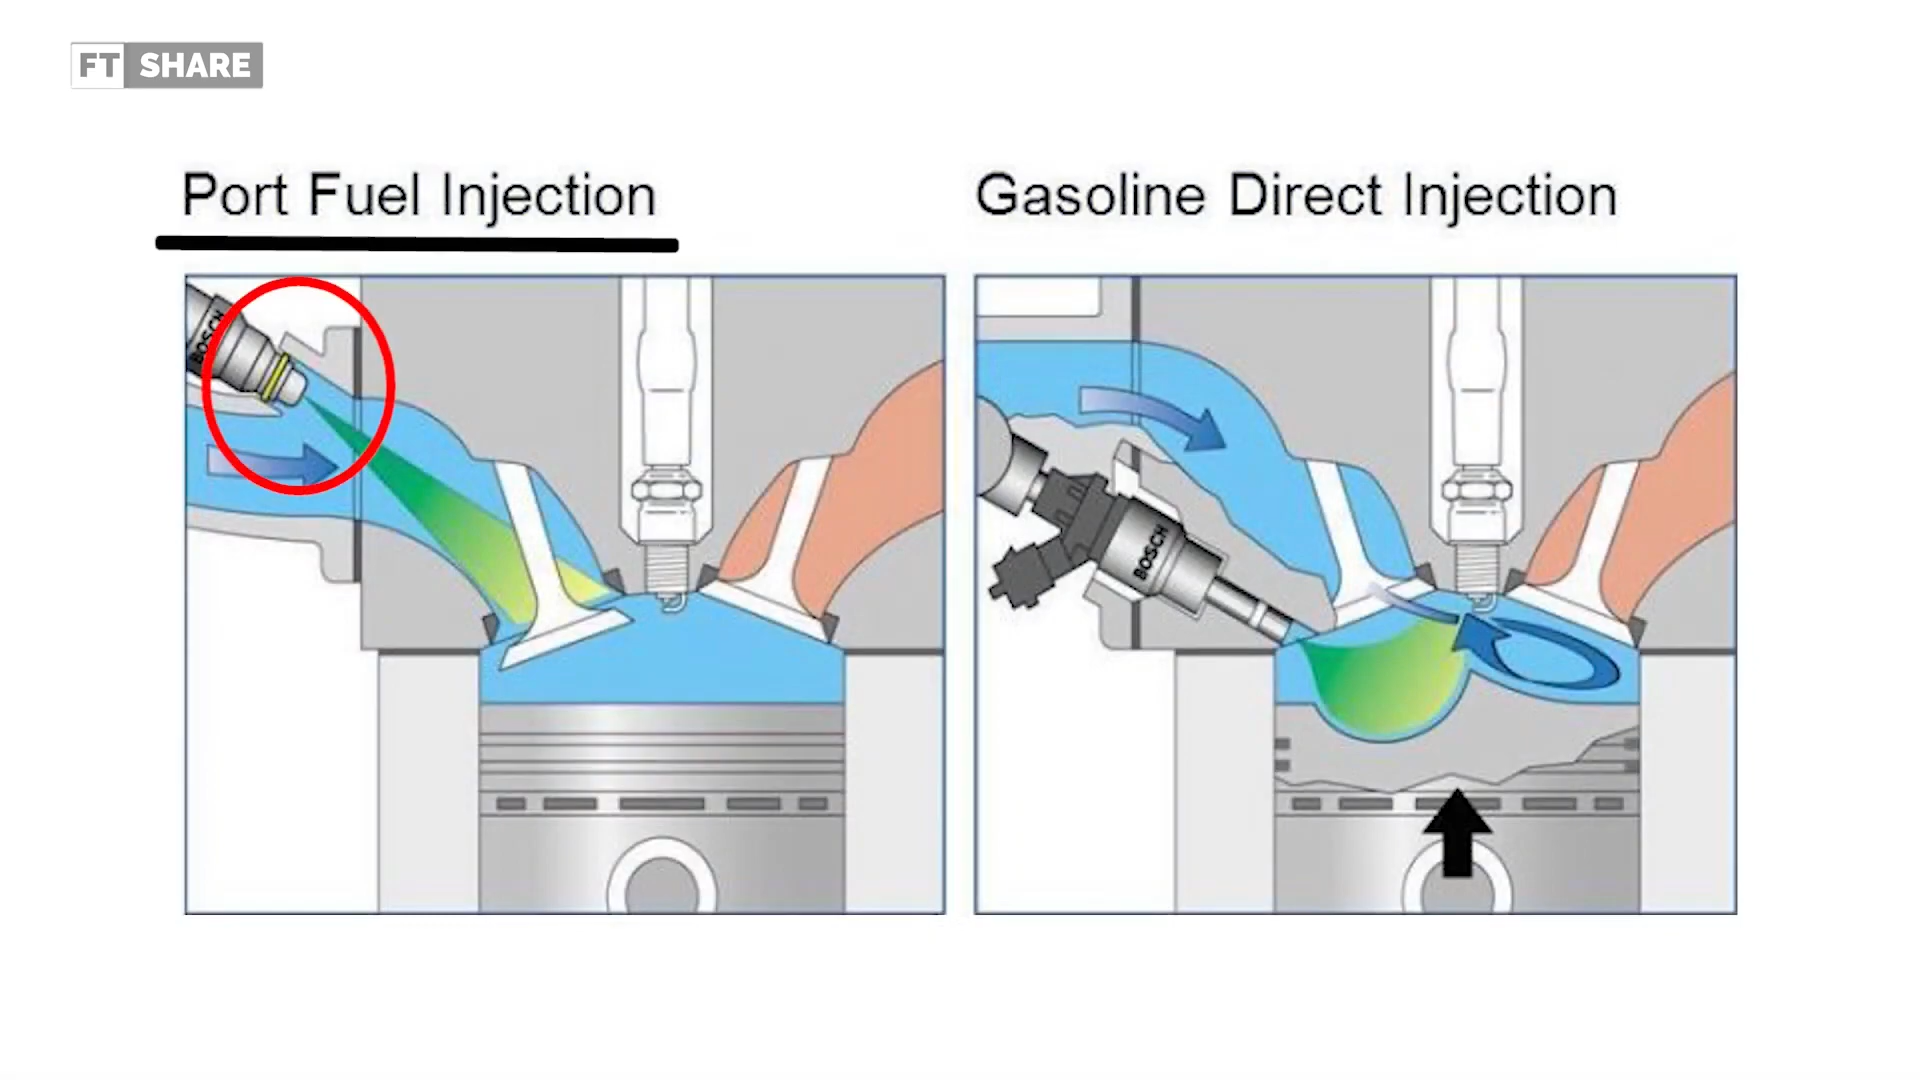 FT SHARE
Port Fuel Injection
Gasoline Direct Injection
BOSCH
BOSCH